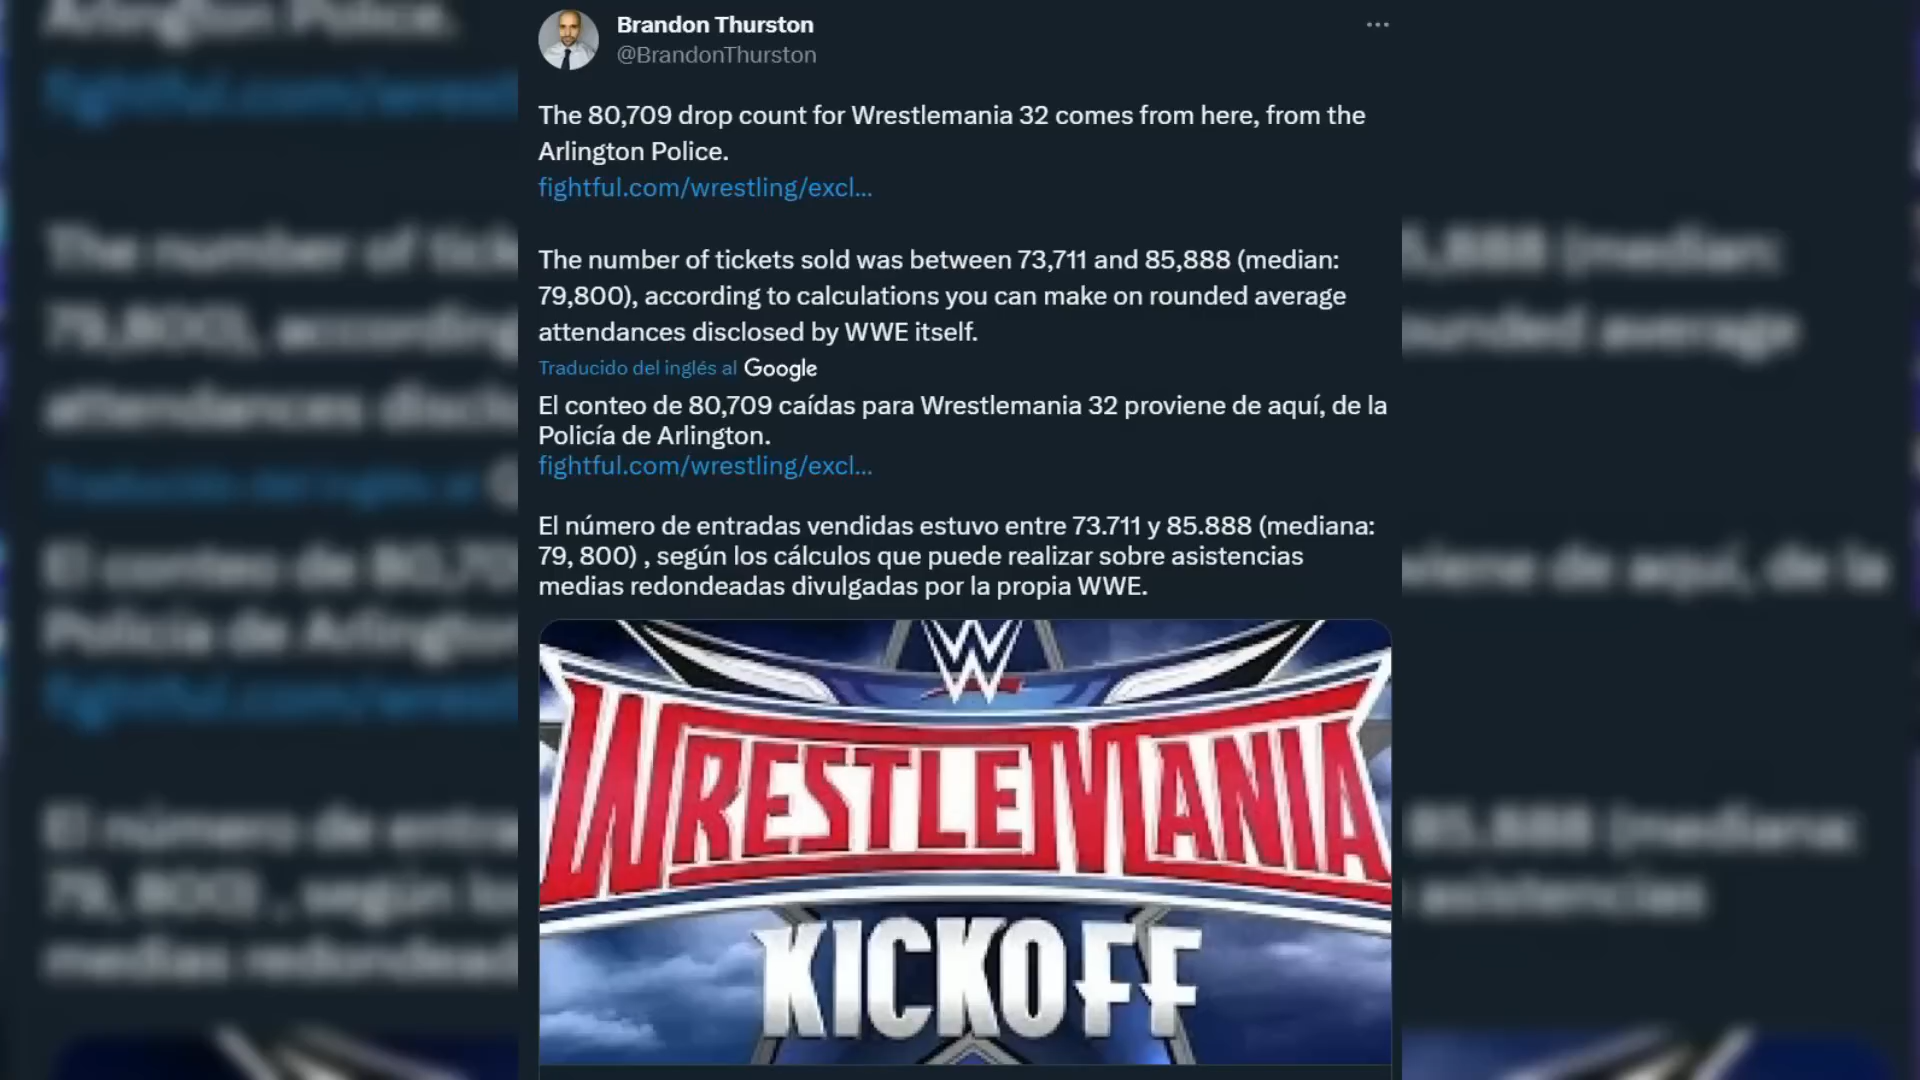 Brandon Thurston
@BrandonThurston
The 80,709 drop count for Wrestlemania 32 comes from here, from the
Arlington Police.
fightful.com/wrestling/excl...
The number of tickets sold was between 73,711 and 85,888 (median:
79,800), according to calculations you can make on rounded average
attendances disclosed by WWE itself.
Traducido del inglés al Google
El conteo de 80,709 caídas para Wrestlemania 32 proviene de aquí, de la
Policía de Arlington.
fightful.com/wrestling/excl...
El número de entradas vendidas estuvo entre 73.711 y 85.888 (mediana:
79, 800) , según los cálculos que puede realizar sobre asistencias
medias redondeadas divulgadas por la propia WWE.
W
WRESTLEMANIA
KICKOFF